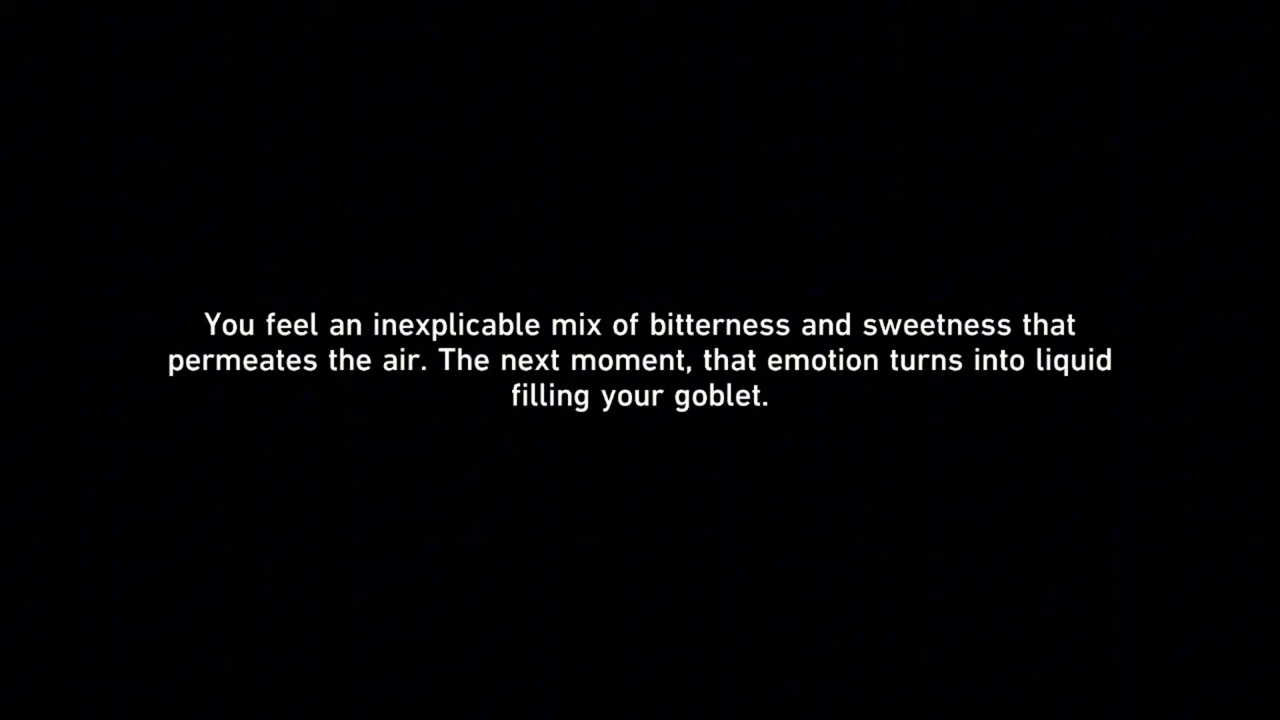 You feel an inexplicable mix of bitterness and sweetness that
permeates the air. The next moment, that emotion turns into liquid
filling your goblet.